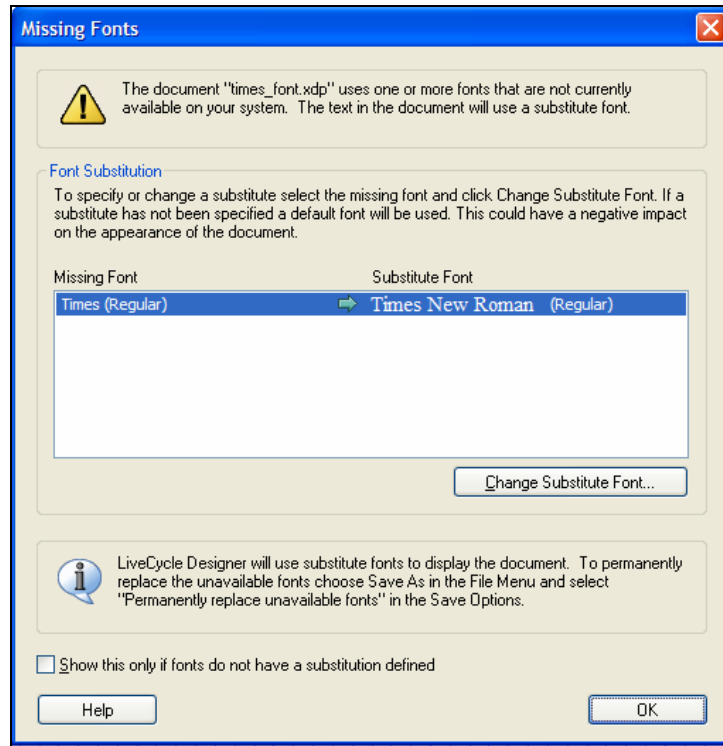 Missing Fonts
The document "times_font.xdp" uses one or more fonts that are not currently
available on your system. The text in the document will use a substitute font.
Font Substitution
To specify or change a substitute select the missing font and click Change Substitute Font. If a
substitute has not been specified a default font will be used. This could have a negative impact
on the appearance of the document.
Missing Font Substitute Font
Times (Regular) Times New Roman (Regular)
Change Substitute Font...
LiveCycle Designer will use substitute fonts to display the document. To permanently
replace the unavailable fonts choose Save As in the File Menu and select
"Permanently replace unavailable fonts" in the Save Options.
Show this only if fonts do not have a substitution defined
Help OK